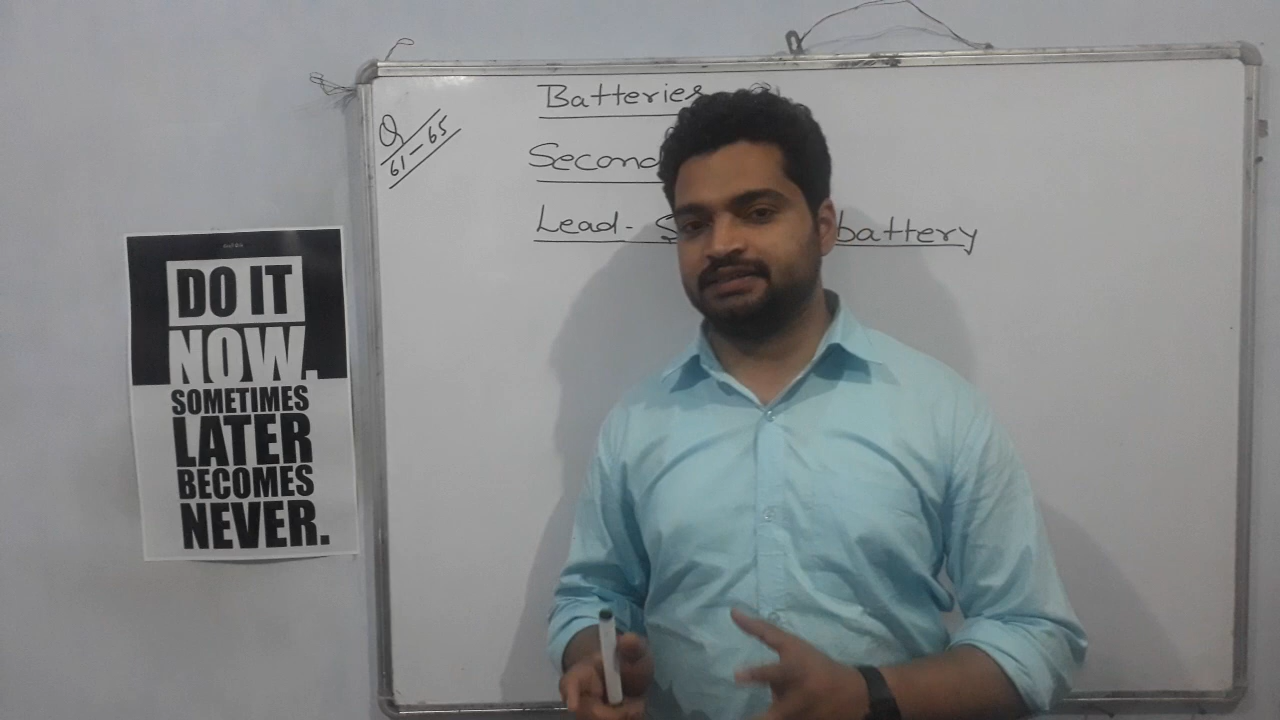 Batteries
Q
61-65
Second
Lead- S battery
DO IT
NOW.
SOMETIMES
LATER
BECOMES
NEVER.